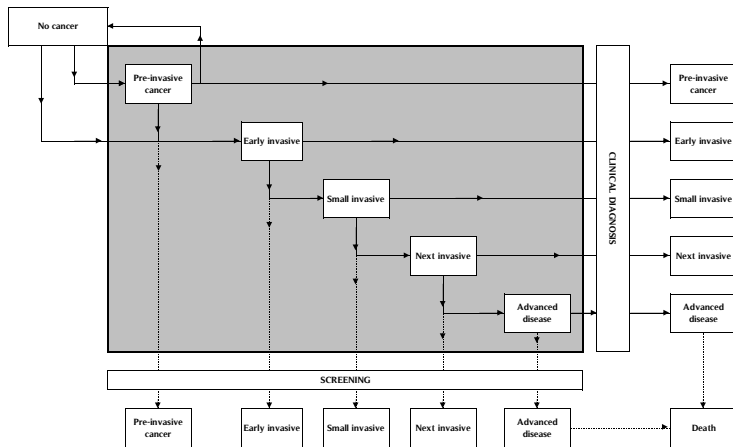 No cancer
Pre-invasive
cancer
Pre-invasive
cancer
Early invasive
Early invasive
CLINICAL DIAGNOSIS
Small invasive
Small invasive
Next invasive
Next invasive
Advanced
disease
Advanced
disease
SCREENING
Pre-invasive
cancer
Early invasive
Small invasive
Next invasive
Advanced
disease
Death